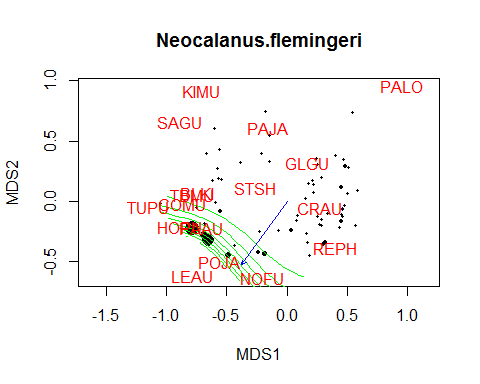 Neocalanus.flemingeri
MDS2
1.0
0.5
0.0
-0.5
KIMU
PALO
SAGU
PAJA
GLGU
STSH
TUPU
COMU
CRAU
REPH
POJA
LEAU
NOFU
-1.5
-1.0
-0.5
0.0
0.5
1.0
MDS1